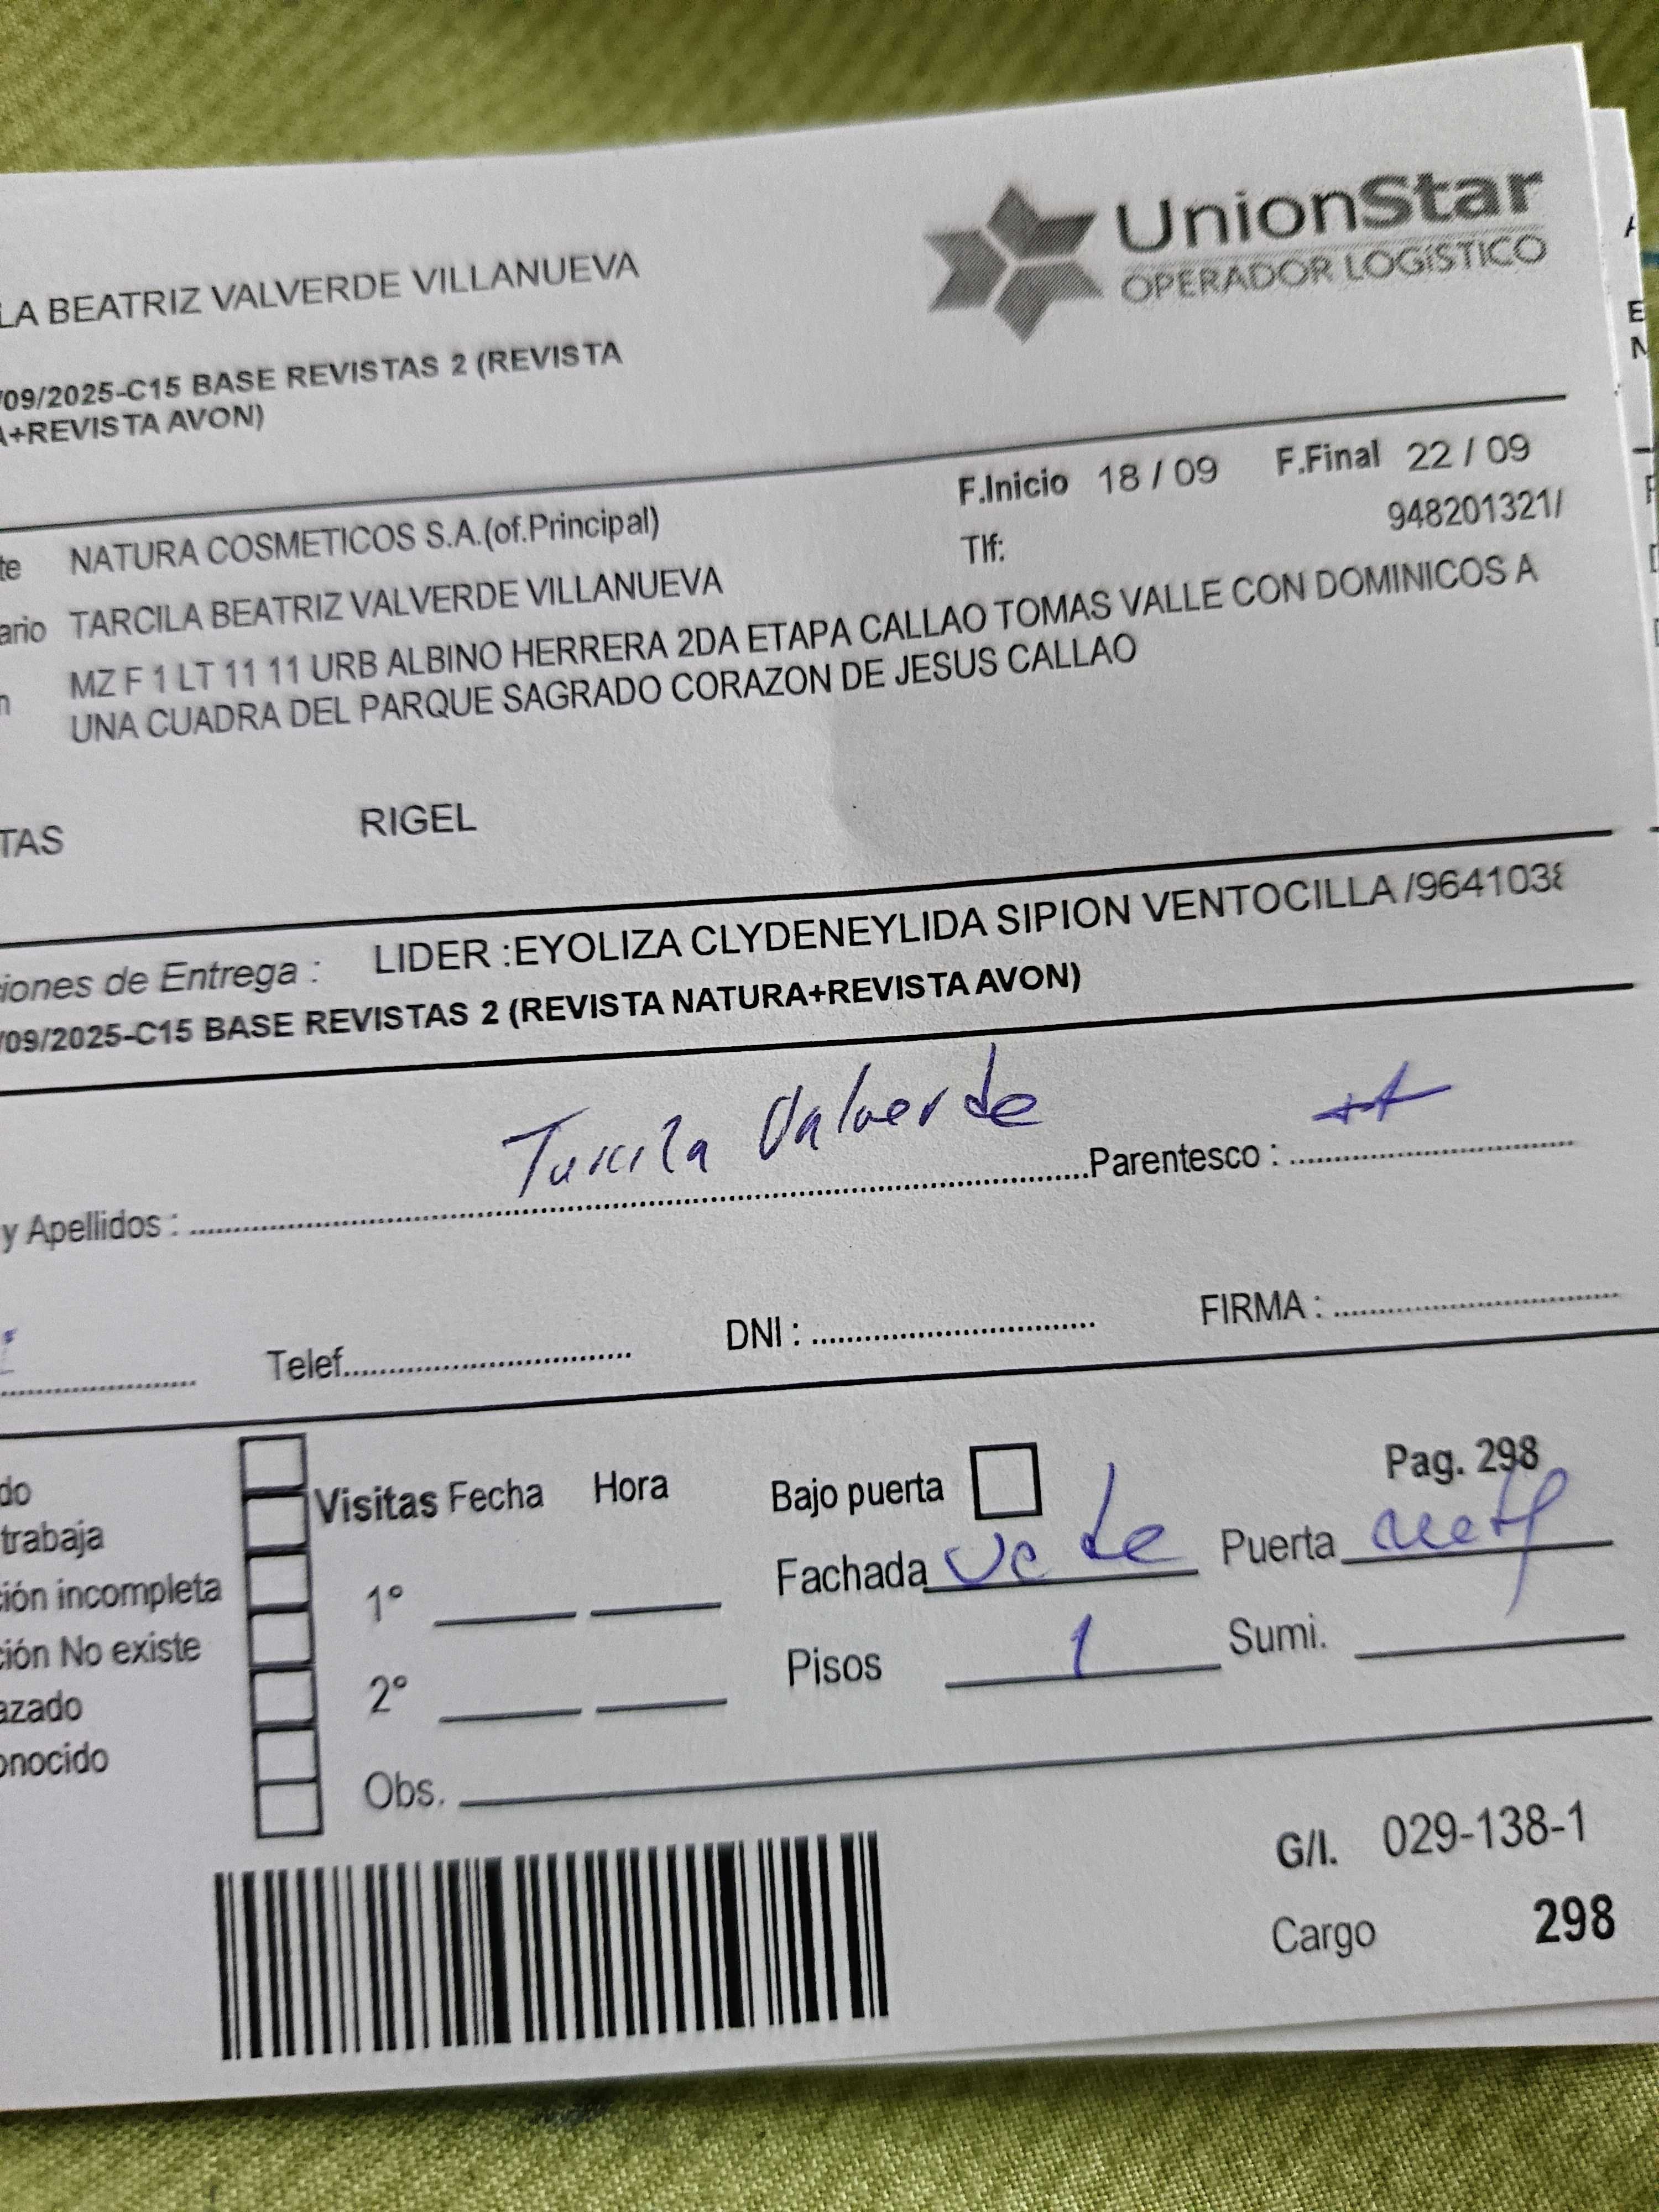 UnionStar
OPERADOR LOGÍSTICO
LA BEATRIZ VALVERDE VILLANUEVA
/09/2025-C15 BASE REVISTAS 2 (REVISTA
A+REVISTA AVON)
F.Inicio 18 / 09 F.Final 22 / 09
te NATURA COSMETICOS S.A.(of.Principal) Tlf: 948201321/
ario TARCILA BEATRIZ VALVERDE VILLANUEVA
n MZ F 1 LT 11 11 URB ALBINO HERRERA 2DA ETAPA CALLAO TOMAS VALLE CON DOMINICOS A
UNA CUADRA DEL PARQUE SAGRADO CORAZON DE JESUS CALLAO
TAS RIGEL
ciones de Entrega : LIDER :EYOLIZA CLYDENEYLIDA SIPION VENTOCILLA /9641038
/09/2025-C15 BASE REVISTAS 2 (REVISTA NATURA+REVISTA AVON)
y Apellidos : Tarcila Valverde Parentesco :
Telef. DNI : FIRMA :
do Visitas Fecha Hora Bajo puerta Pag. 298
trabaja Fachada Puerta
ción incompleta 1°
ción No existe Pisos 1 Sumi.
azado 2°
onocido Obs.
G/I. 029-138-1
Cargo 298